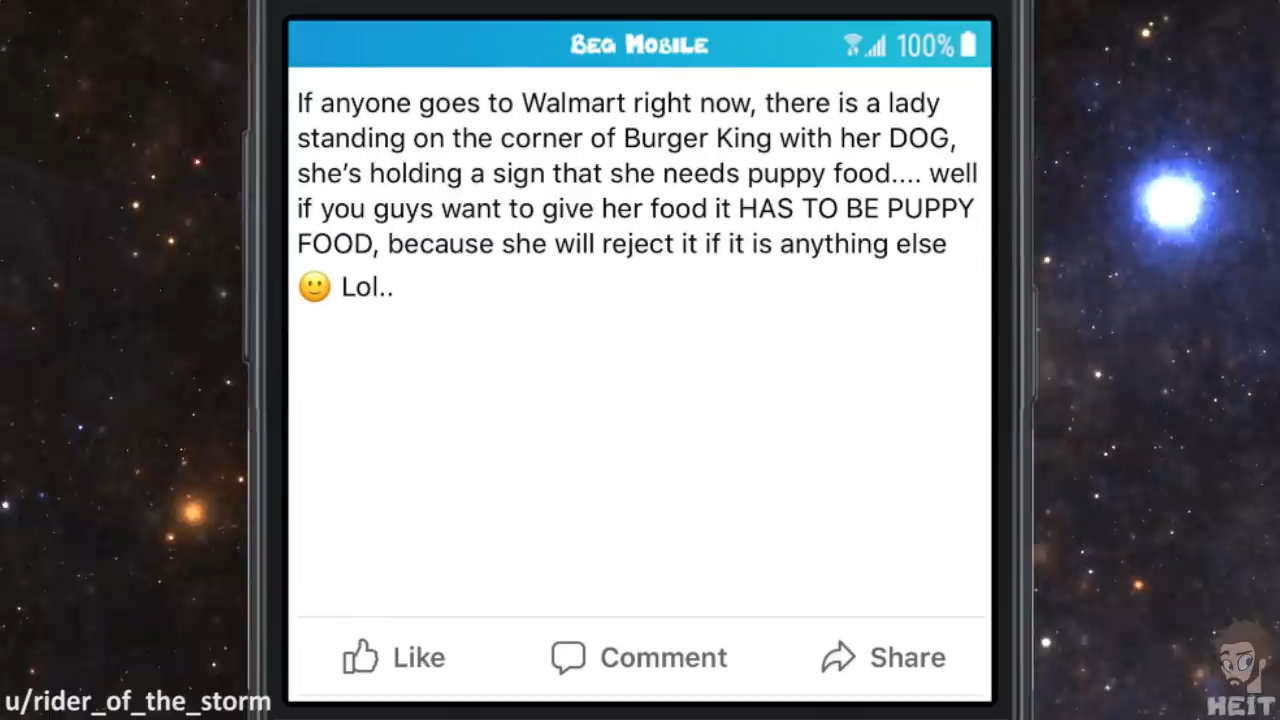 BEG MOBILE
100%
If anyone goes to Walmart right now, there is a lady
standing on the corner of Burger King with her DOG,
she's holding a sign that she needs puppy food.... well
if you guys want to give her food it HAS TO BE PUPPY
FOOD, because she will reject it if it is anything else
🙂 Lol..
Like
Comment
Share
u/rider_of_the_storm
HEIT